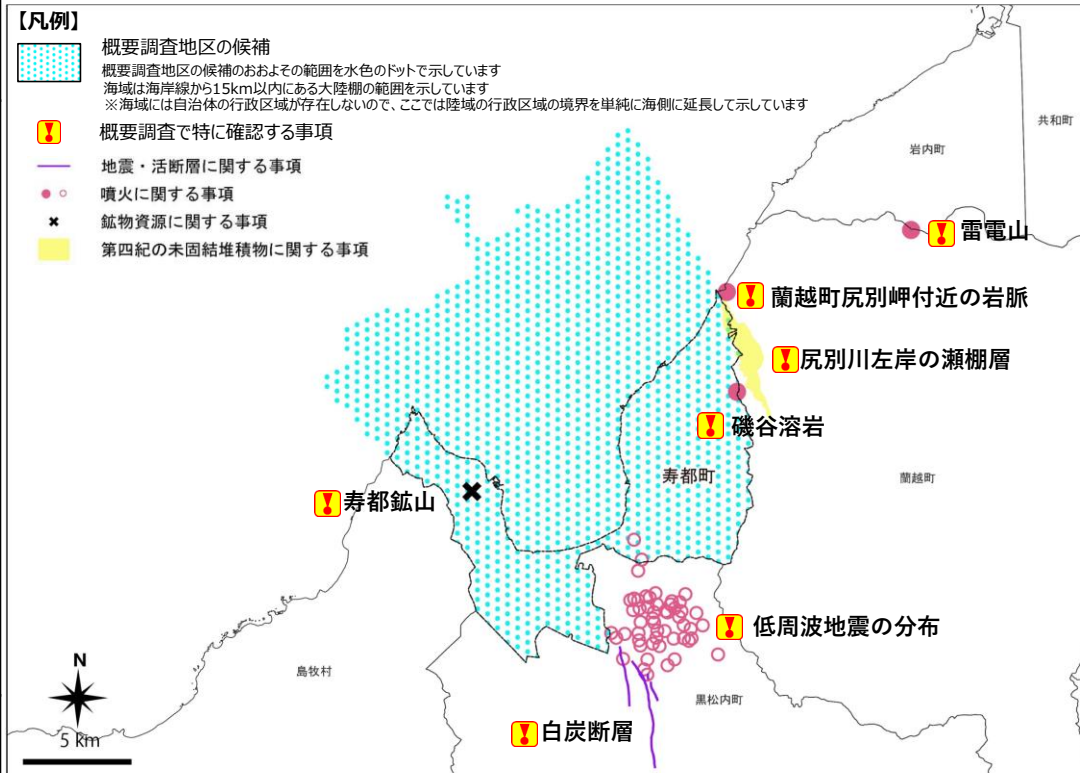 【凡例】
概要調査地区の候補
概要調査地区の候補のおおよその範囲を水色のドットで示しています
海域は海岸線から15km以内にある大陸棚の範囲を示しています
※海域には自治体の行政区域が存在しないので、ここでは陸域の行政区域の境界を単純に海側に延長して示しています
概要調査で特に確認する事項
地震・活断層に関する事項
噴火に関する事項
鉱物資源に関する事項
第四紀の未固結堆積物に関する事項
共和町
岩内町
雷電山
蘭越町尻別岬付近の岩脈
尻別川左岸の瀬棚層
磯谷溶岩
寿都町
蘭越町
寿都鉱山
低周波地震の分布
島牧村
黒松内町
白炭断層
N
5 km